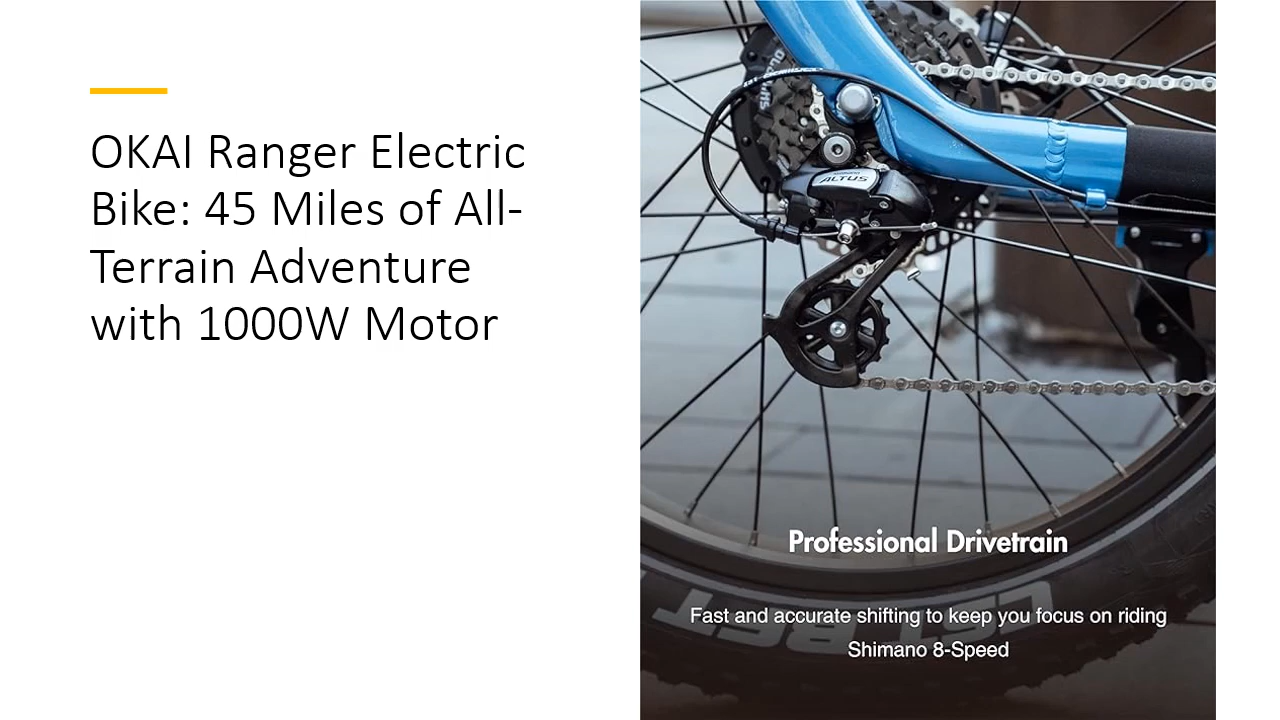 OKAI Ranger Electric
Bike: 45 Miles of All-
Terrain Adventure
with 1000W Motor
ALTUS
Professional Drivetrain
Fast and accurate shifting to keep you focus on riding
Shimano 8-Speed